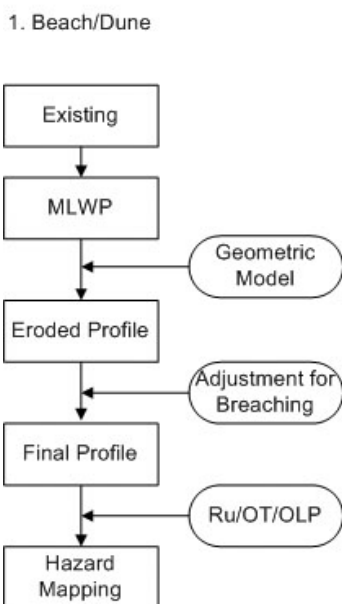 1. Beach/Dune
Existing
MLWP
Geometric
Model
Eroded Profile
Adjustment for
Breaching
Final Profile
Ru/OT/OLP
Hazard
Mapping